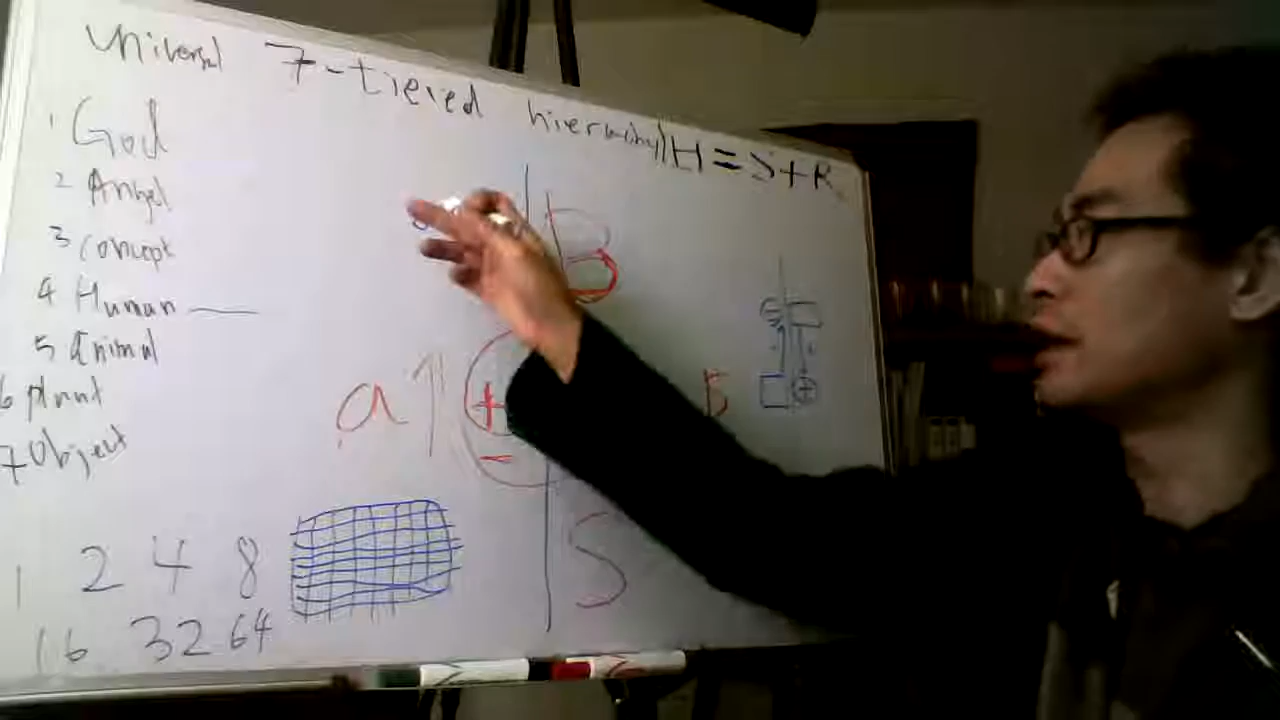 universal 7-tiered hierarchy H = S + R
1 God
2 Angel
3 Concept
4 Human
5 Animal
6 plant
7 Object
B
a + B
-
S
1 2 4 8
16 32 64